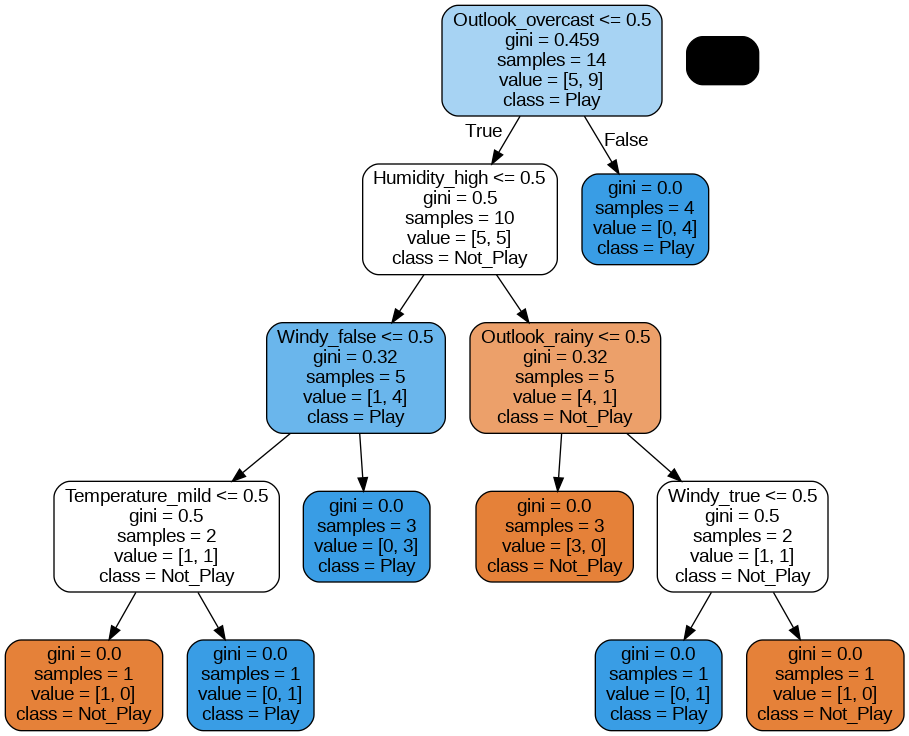 Outlook_overcast <= 0.5
gini = 0.459
samples = 14
value = [5, 9]
class = Play
True
False
Humidity_high <= 0.5
gini = 0.5
samples = 10
value = [5, 5]
class = Not_Play
gini = 0.0
samples = 4
value = [0, 4]
class = Play
Windy_false <= 0.5
gini = 0.32
samples = 5
value = [1, 4]
class = Play
Outlook_rainy <= 0.5
gini = 0.32
samples = 5
value = [4, 1]
class = Not_Play
Temperature_mild <= 0.5
gini = 0.5
samples = 2
value = [1, 1]
class = Not_Play
gini = 0.0
samples = 3
value = [0, 3]
class = Play
gini = 0.0
samples = 3
value = [3, 0]
class = Not_Play
Windy_true <= 0.5
gini = 0.5
samples = 2
value = [1, 1]
class = Not_Play
gini = 0.0
samples = 1
value = [1, 0]
class = Not_Play
gini = 0.0
samples = 1
value = [0, 1]
class = Play
gini = 0.0
samples = 1
value = [0, 1]
class = Play
gini = 0.0
samples = 1
value = [1, 0]
class = Not_Play